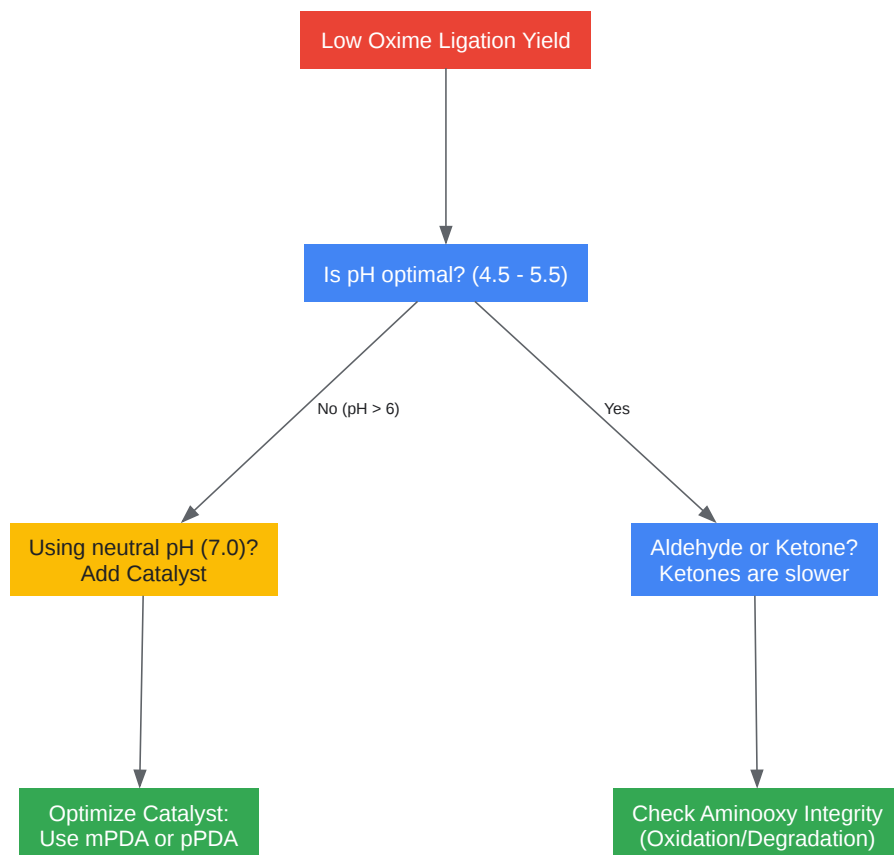 Low Oxime Ligation Yield
Is pH optimal? (4.5 - 5.5)
No (pH > 6)
Yes
Using neutral pH (7.0)?
Add Catalyst
Aldehyde or Ketone?
Ketones are slower
Optimize Catalyst:
Use mPDA or pPDA
Check Aminooxy Integrity
(Oxidation/Degradation)